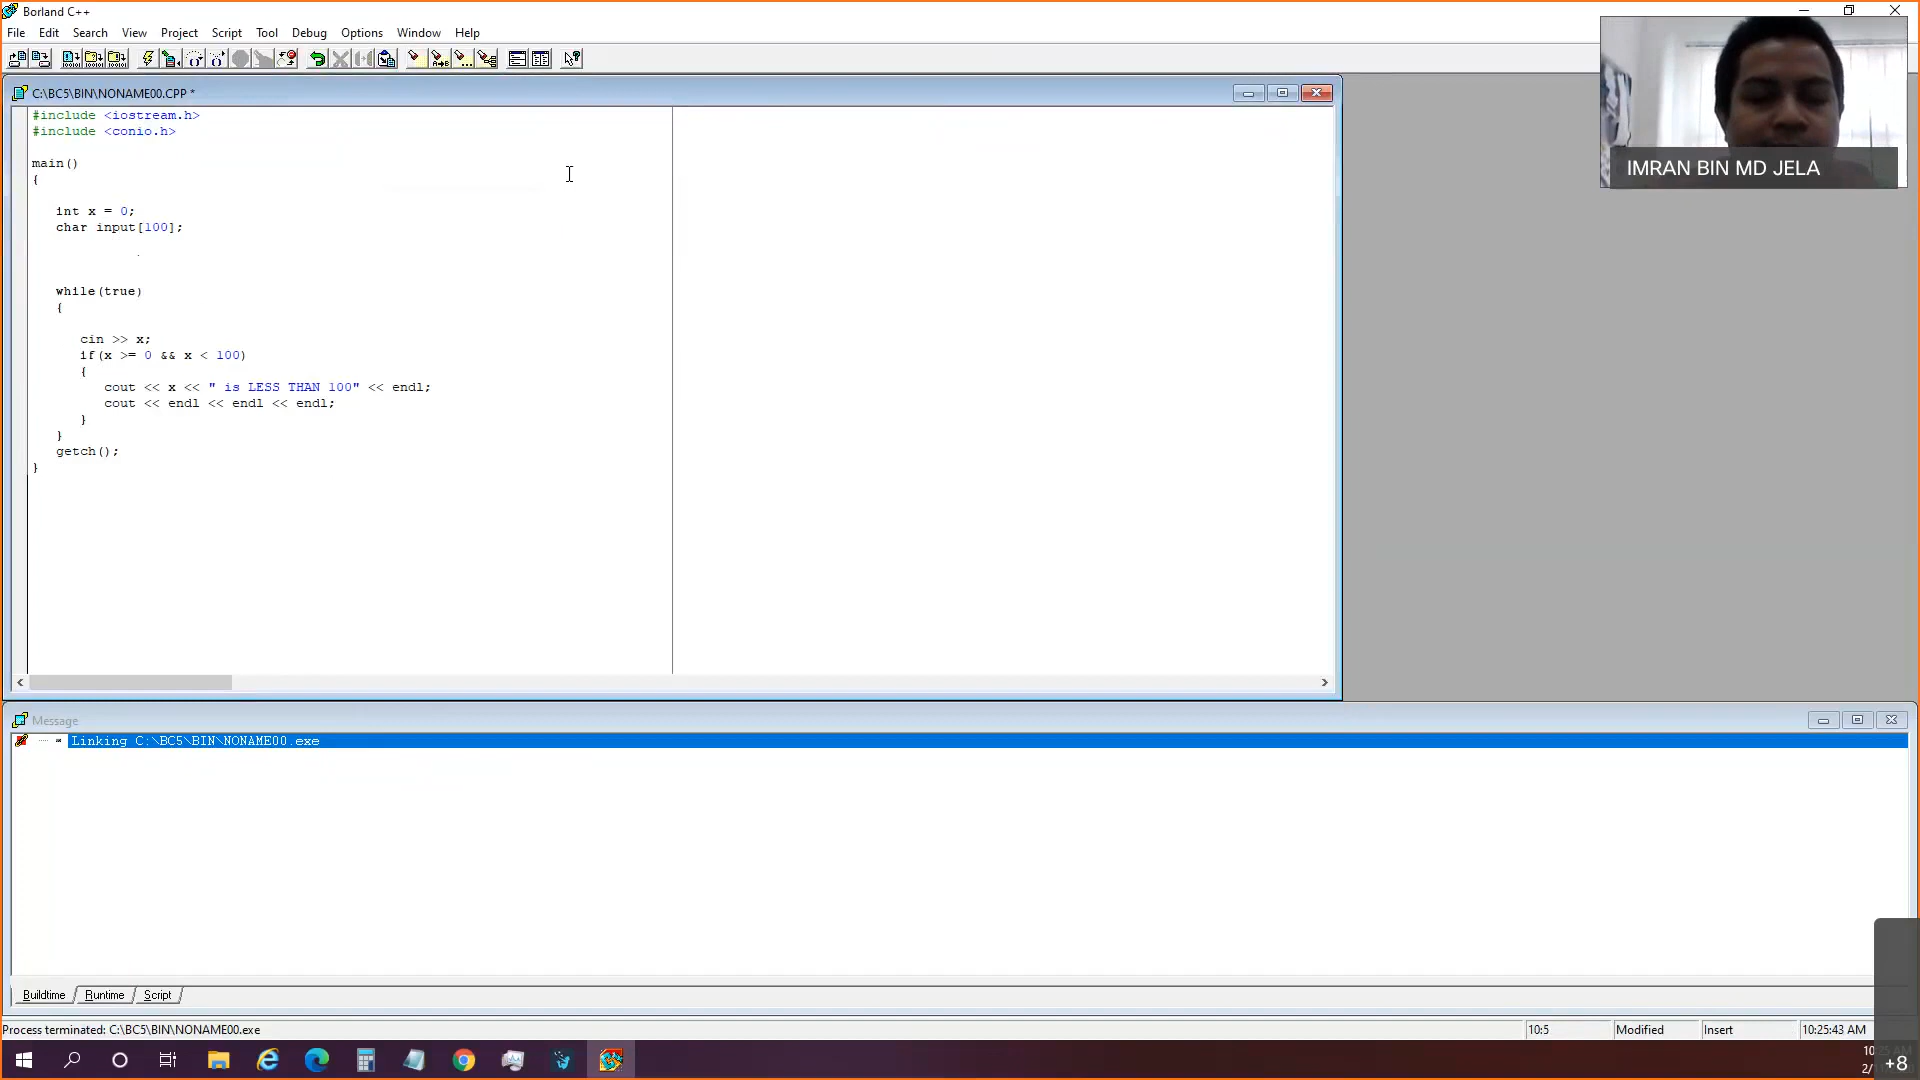 Borland C++
File Edit Search View Project Script Tool Debug Options Window Help
IMRAN BIN MD JELA
C:\BC5\BIN\NONAME00.CPP *
#include <iostream.h>
#include <conio.h>
main()
{
int x = 0;
char input[100];
while(true)
{
cin >> x;
if(x >= 0 && x < 100)
{
cout << x << " is LESS THAN 100" << endl;
cout << endl << endl << endl;
}
}
getch();
}
Message
Linking C:\BC5\BIN\NONAME00.exe
Buildtime Runtime Script
Process terminated: C:\BC5\BIN\NONAME00.exe 10:5 Modified Insert 10:25:43 AM
+8